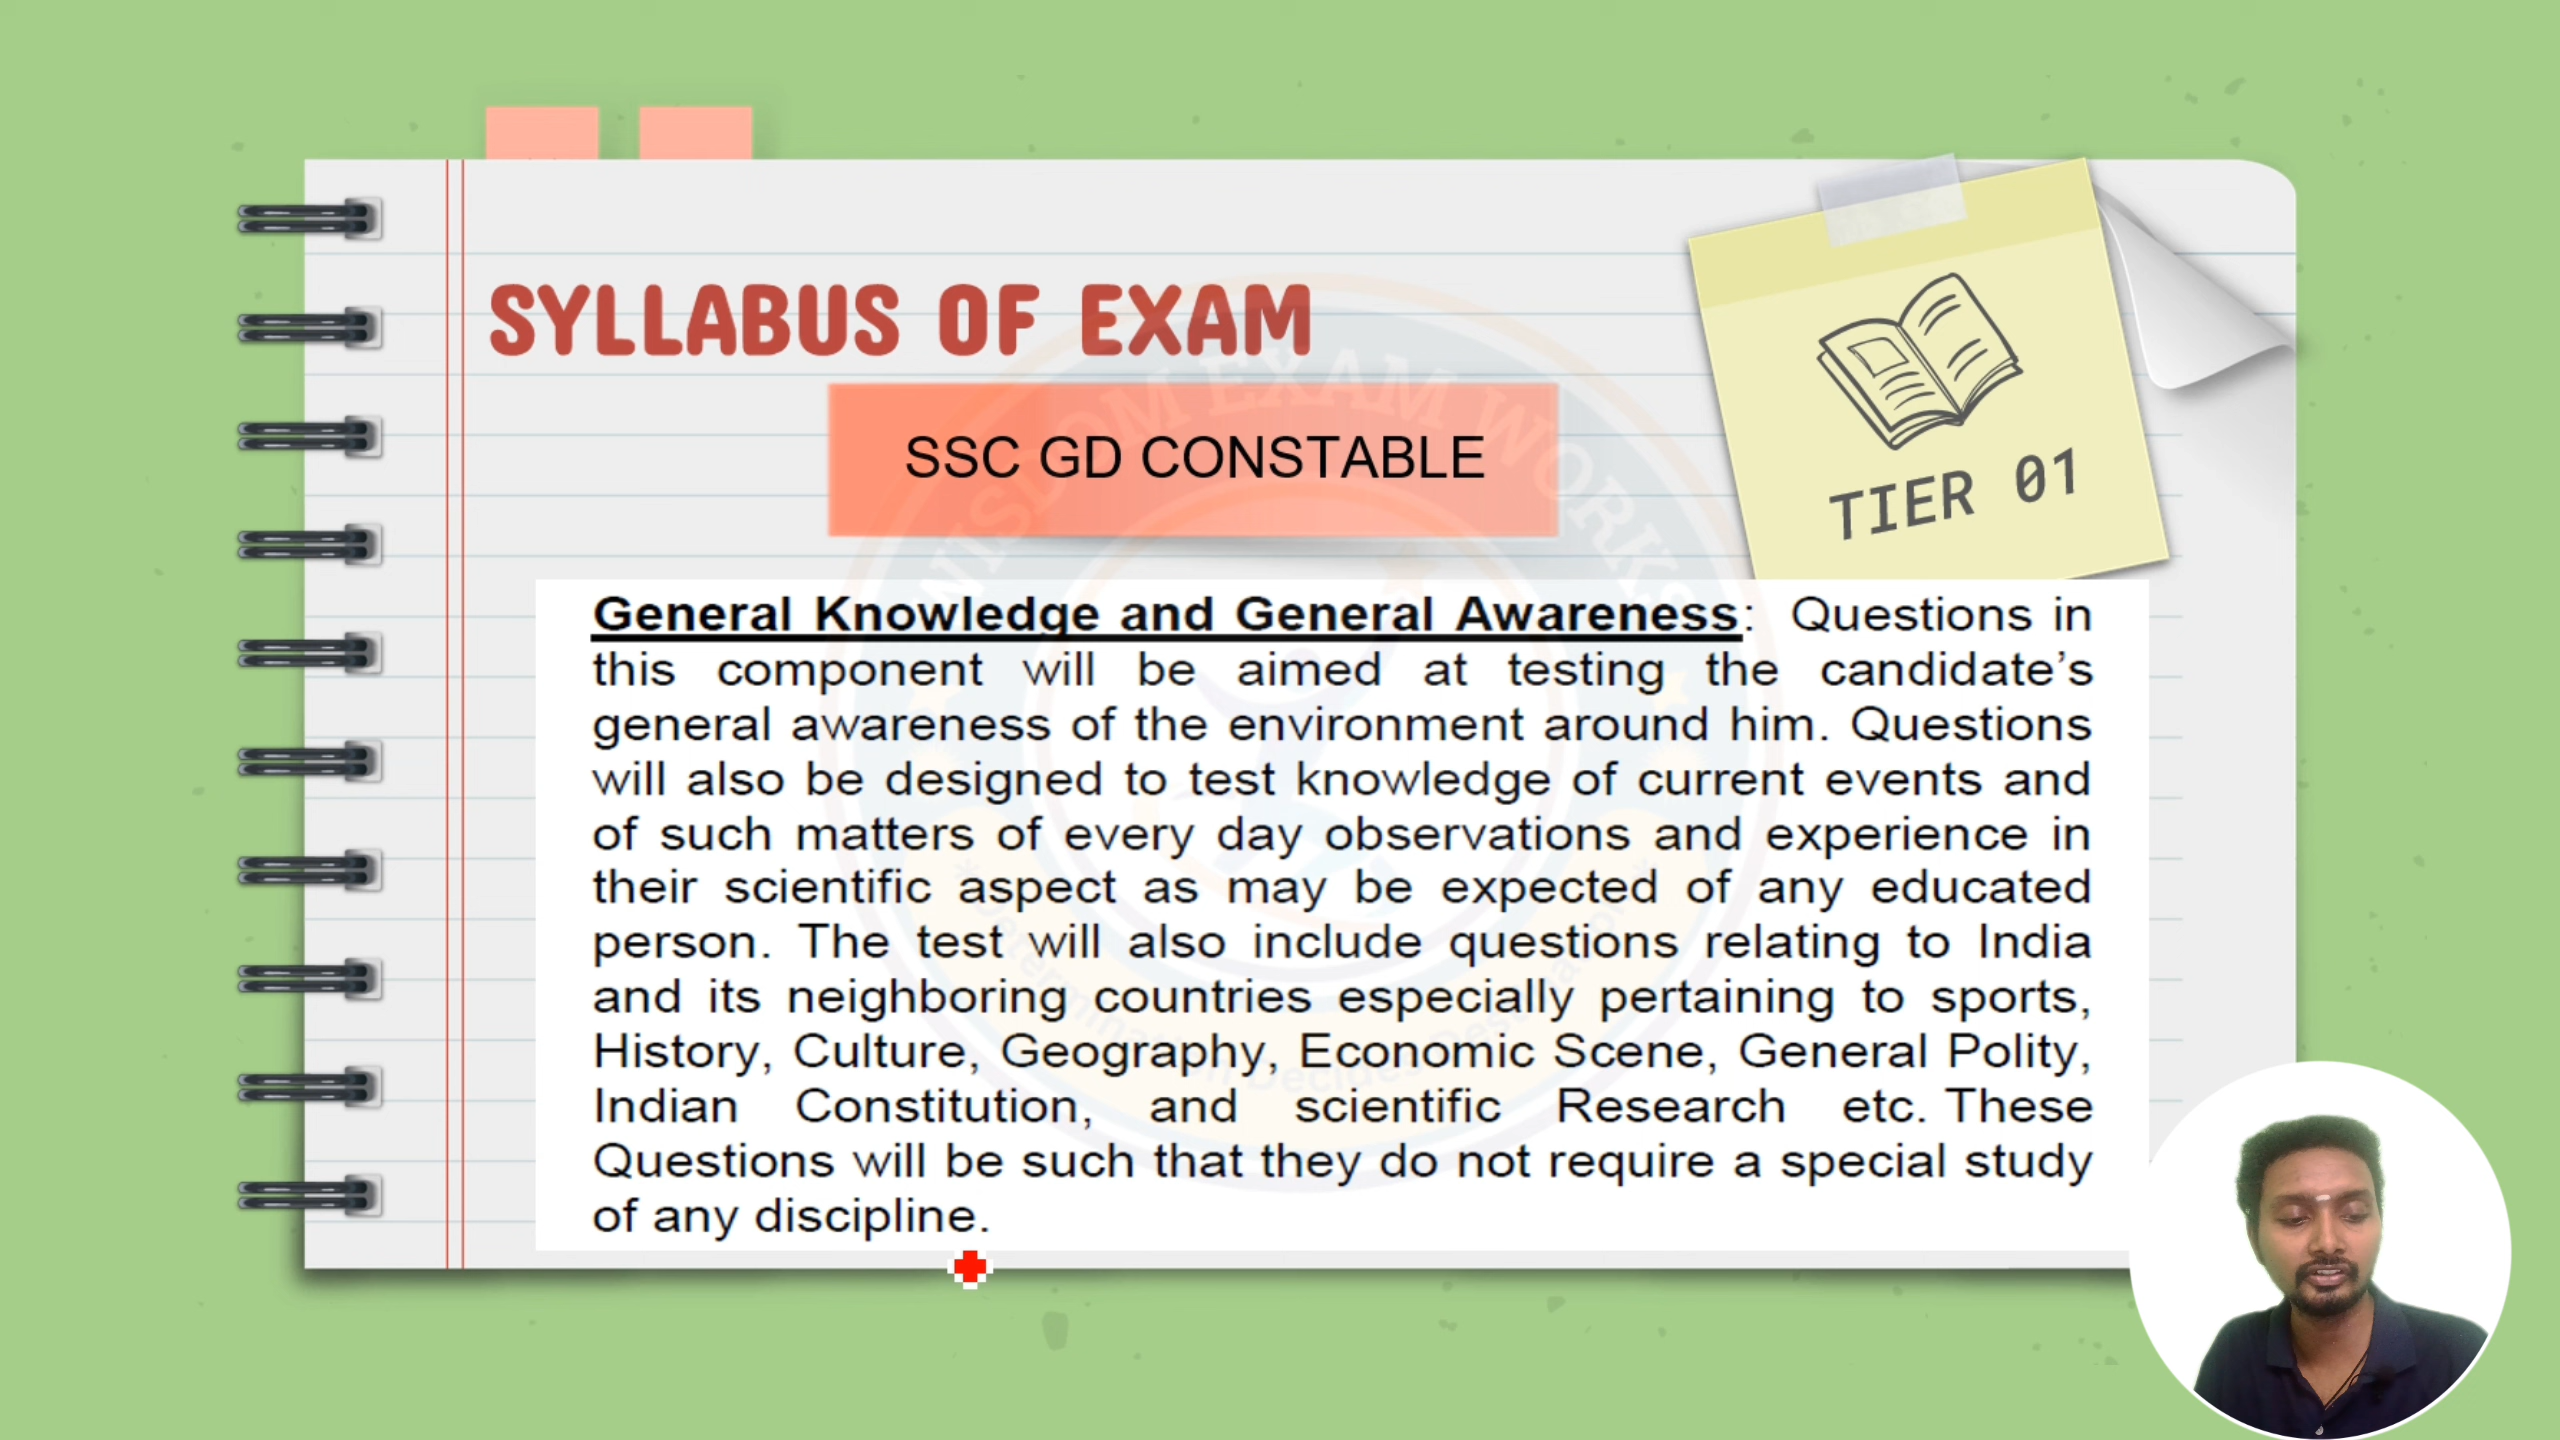 SYLLABUS OF EXAM
SSC GD CONSTABLE
TIER 01
WISDOM EXAM WORKS
General Knowledge and General Awareness: Questions in
this component will be aimed at testing the candidate’s
general awareness of the environment around him. Questions
will also be designed to test knowledge of current events and
of such matters of every day observations and experience in
their scientific aspect as may be expected of any educated
person. The test will also include questions relating to India
and its neighboring countries especially pertaining to sports,
History, Culture, Geography, Economic Scene, General Polity,
Indian Constitution, and scientific Research etc. These
Questions will be such that they do not require a special study
of any discipline.